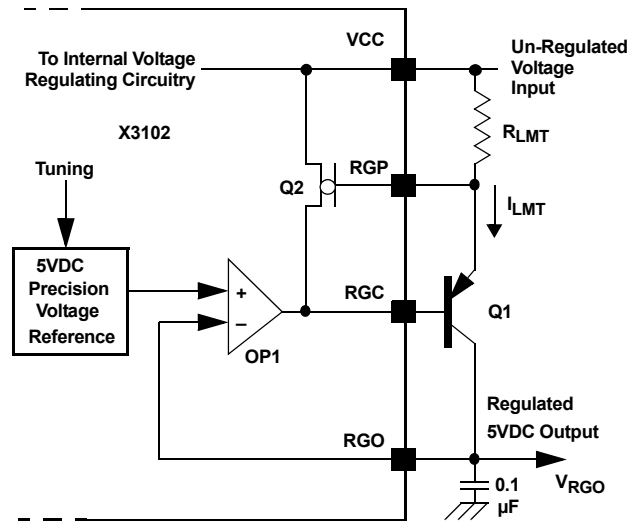 VCC
To Internal Voltage
Regulating Circuitry
Un-Regulated
Voltage
Input
X3102
RLMT
Tuning
RGP
Q2
ILMT
5VDC
Precision
Voltage
Reference
+
–
OP1
RGC
Q1
Regulated
5VDC Output
RGO
VRGO
0.1
µF